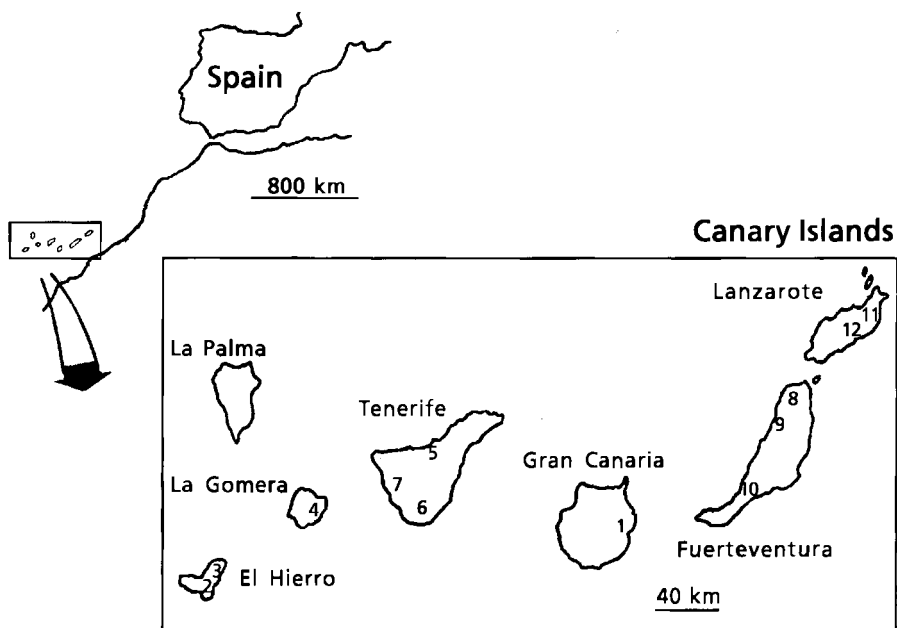 Spain
800 km
Canary Islands
Lanzarote
11
12
La Palma
8
Tenerife
9
5
Gran Canaria
La Gomera
7
10
4
6
1
Fuerteventura
3
El Hierro
2
40 km